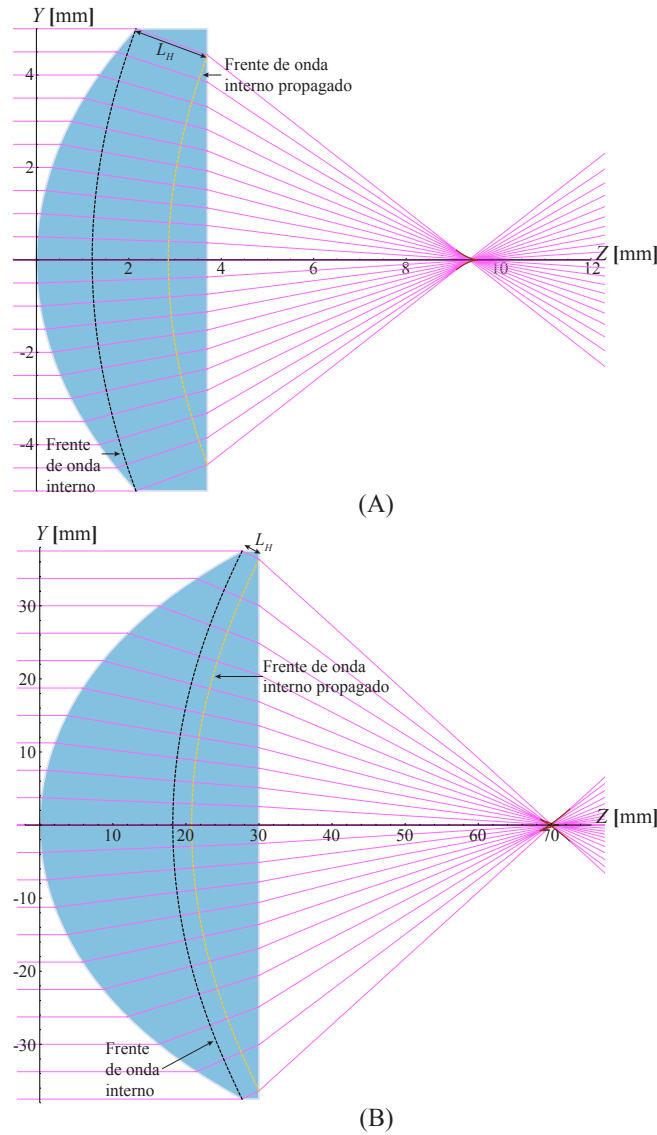 Y [mm]
L_H
Frente de onda
interno propagado
4
2
Z [mm]
2
4
6
8
10
12
-2
-4
Frente
de onda
interno
(A)
Y [mm]
L_H
30
Frente de onda
interno propagado
20
10
Z [mm]
10
20
30
40
50
60
70
-10
-20
-30
Frente
de onda
interno
(B)